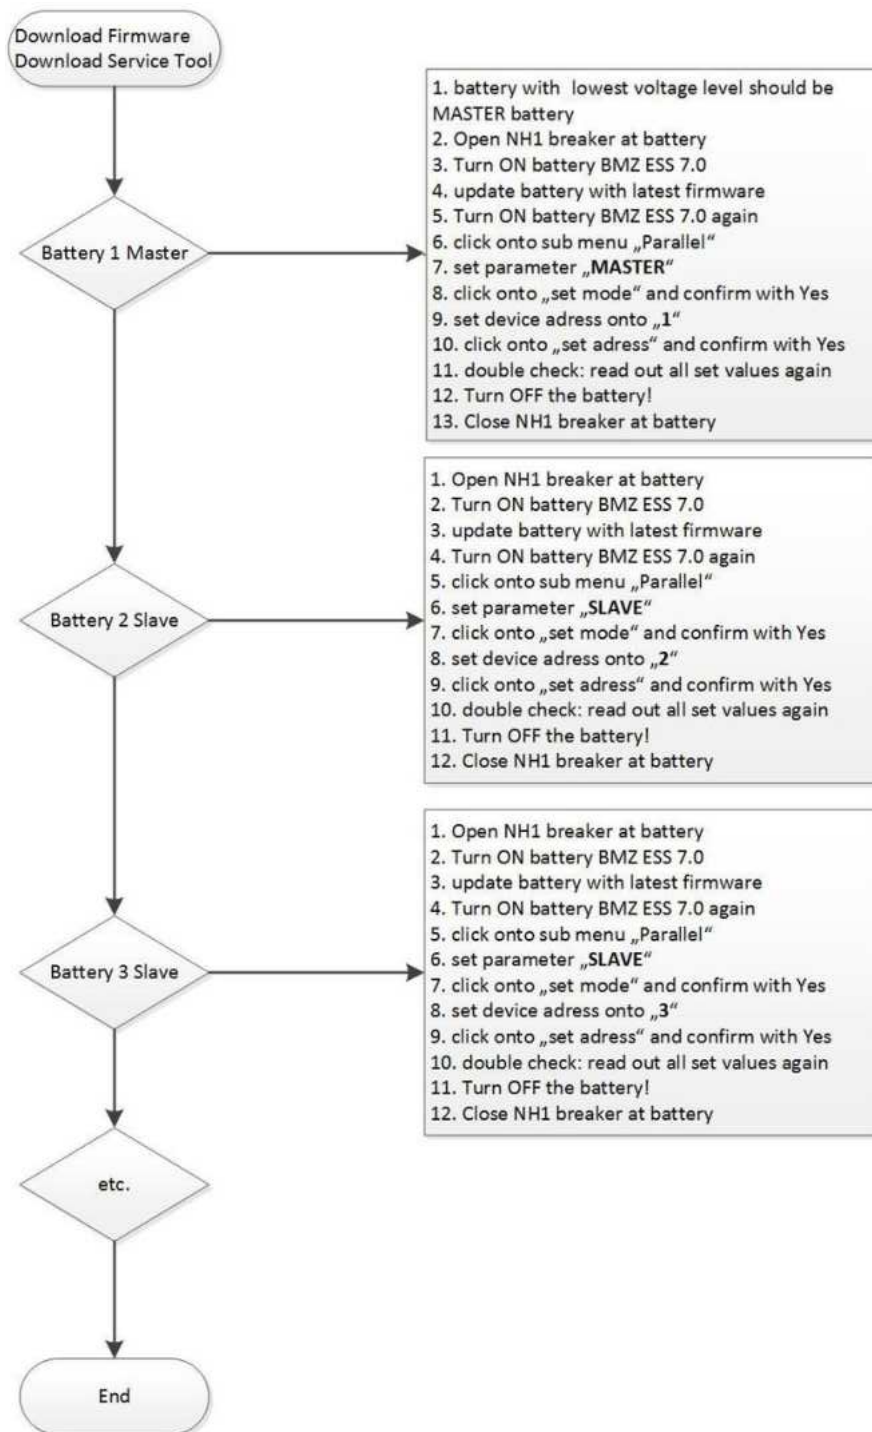 Download Firmware
Download Service Tool
Battery 1 Master
1. battery with lowest voltage level should be
MASTER battery
2. Open NH1 breaker at battery
3. Turn ON battery BMZ ESS 7.0
4. update battery with latest firmware
5. Turn ON battery BMZ ESS 7.0 again
6. click onto sub menu „Parallel“
7. set parameter „MASTER“
8. click onto „set mode“ and confirm with Yes
9. set device adress onto „1“
10. click onto „set adress“ and confirm with Yes
11. double check: read out all set values again
12. Turn OFF the battery!
13. Close NH1 breaker at battery
Battery 2 Slave
1. Open NH1 breaker at battery
2. Turn ON battery BMZ ESS 7.0
3. update battery with latest firmware
4. Turn ON battery BMZ ESS 7.0 again
5. click onto sub menu „Parallel“
6. set parameter „SLAVE“
7. click onto „set mode“ and confirm with Yes
8. set device adress onto „2“
9. click onto „set adress“ and confirm with Yes
10. double check: read out all set values again
11. Turn OFF the battery!
12. Close NH1 breaker at battery
Battery 3 Slave
1. Open NH1 breaker at battery
2. Turn ON battery BMZ ESS 7.0
3. update battery with latest firmware
4. Turn ON battery BMZ ESS 7.0 again
5. click onto sub menu „Parallel“
6. set parameter „SLAVE“
7. click onto „set mode“ and confirm with Yes
8. set device adress onto „3“
9. click onto „set adress“ and confirm with Yes
10. double check: read out all set values again
11. Turn OFF the battery!
12. Close NH1 breaker at battery
etc.
End